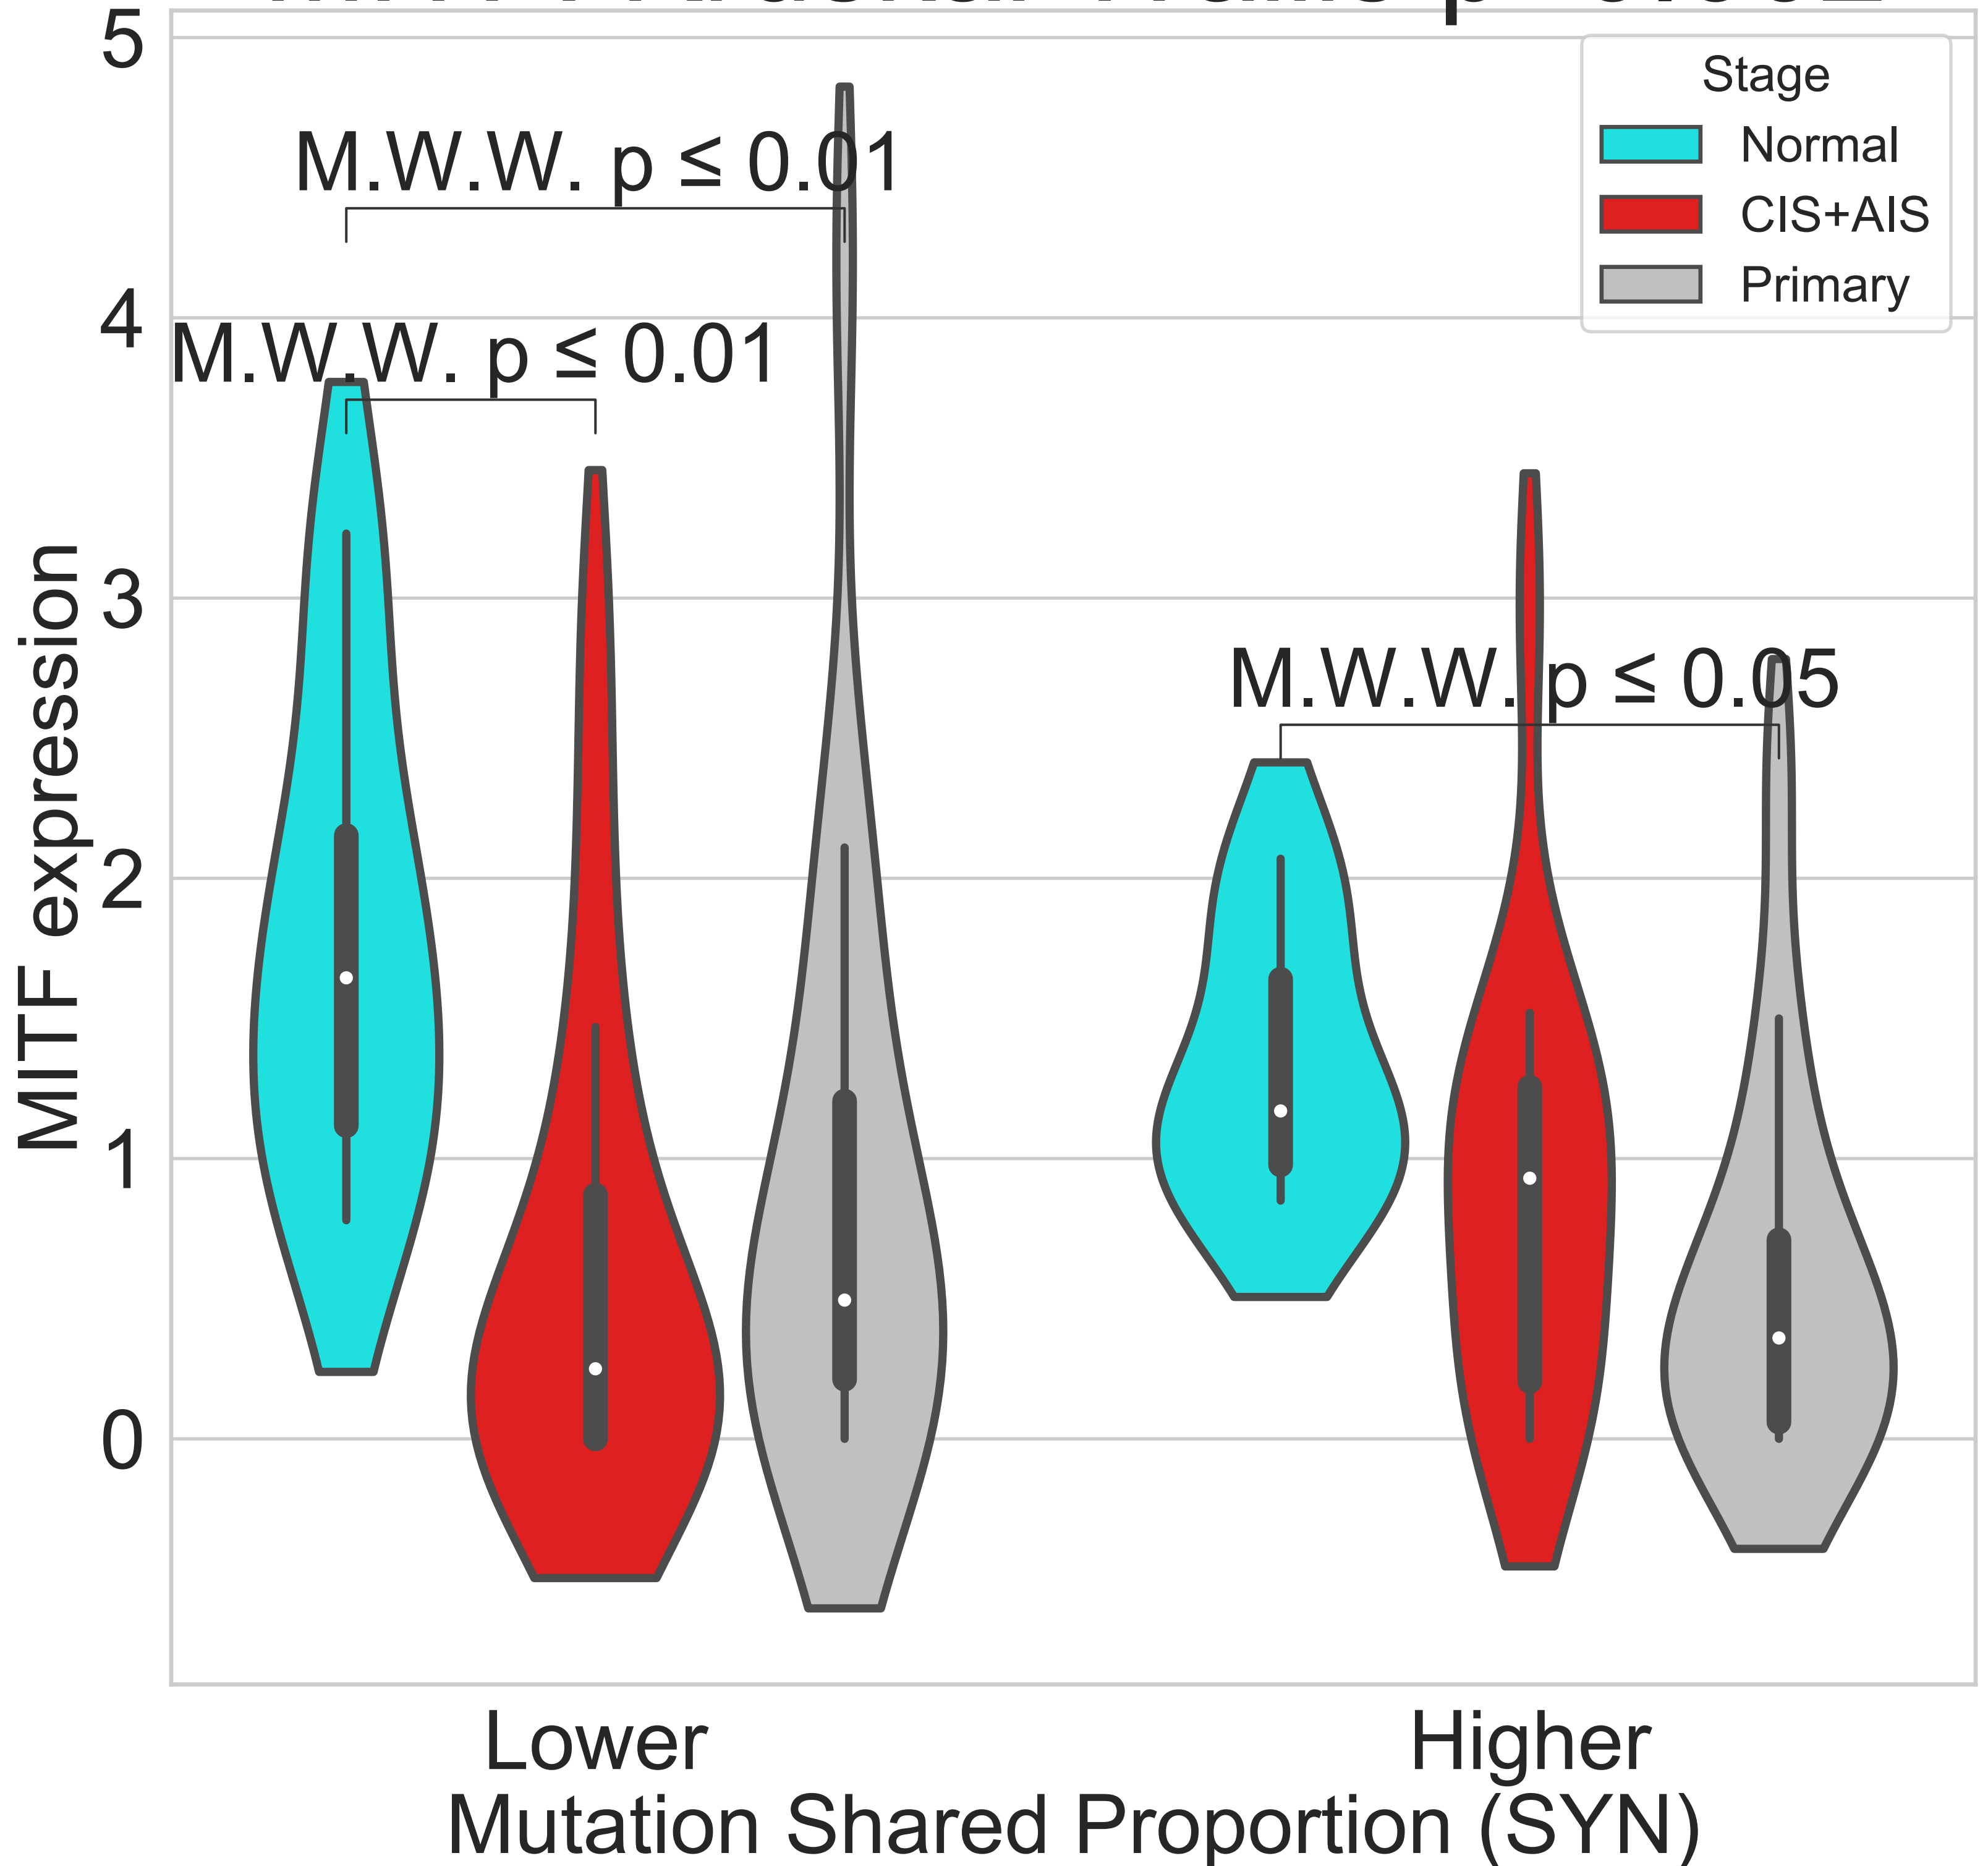 5
Stage
Normal
CIS+AIS
Primary
M.W.W. p ≤ 0.01
4
M.W.W. p ≤ 0.01
3
M.W.W. p ≤ 0.05
2
1
0
MITF expression
Lower
Higher
Mutation Shared Proportion (SYN)